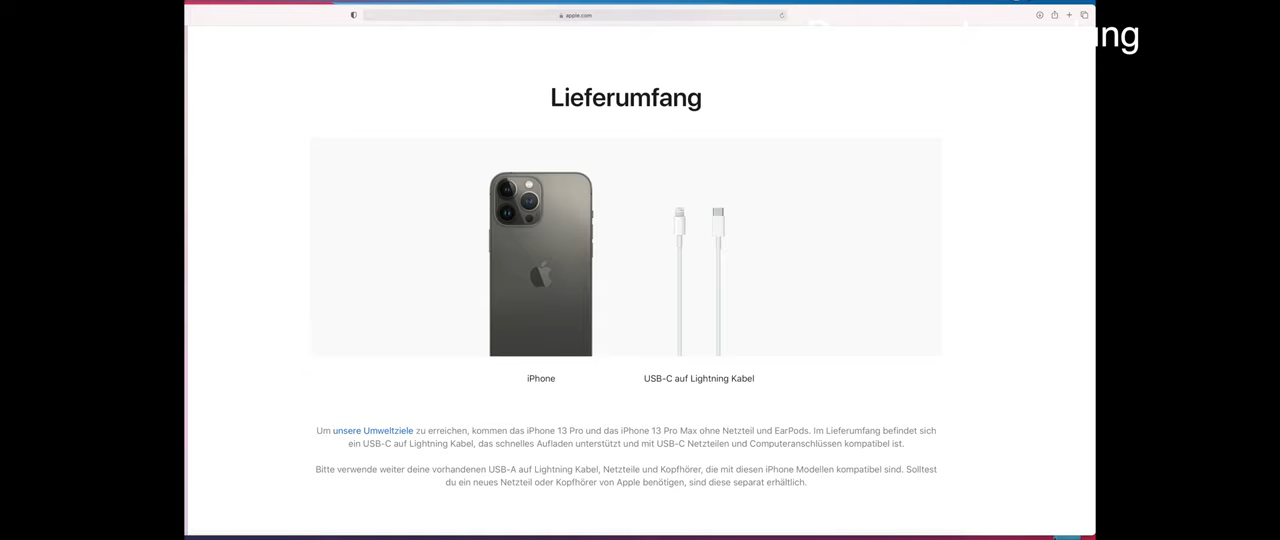 apple.com
Lieferumfang
iPhone
USB-C auf Lightning Kabel
Um unsere Umweltziele zu erreichen, kommen das iPhone 13 Pro und das iPhone 13 Pro Max ohne Netzteil und EarPods. Im Lieferumfang befindet sich
ein USB-C auf Lightning Kabel, das schnelles Aufladen unterstützt und mit USB-C Netzteilen und Computeranschlüssen kompatibel ist.
Bitte verwende weiter deine vorhandenen USB-A auf Lightning Kabel, Netzteile und Kopfhörer, die mit diesen iPhone Modellen kompatibel sind. Solltest
du ein neues Netzteil oder Kopfhörer von Apple benötigen, sind diese separat erhältlich.